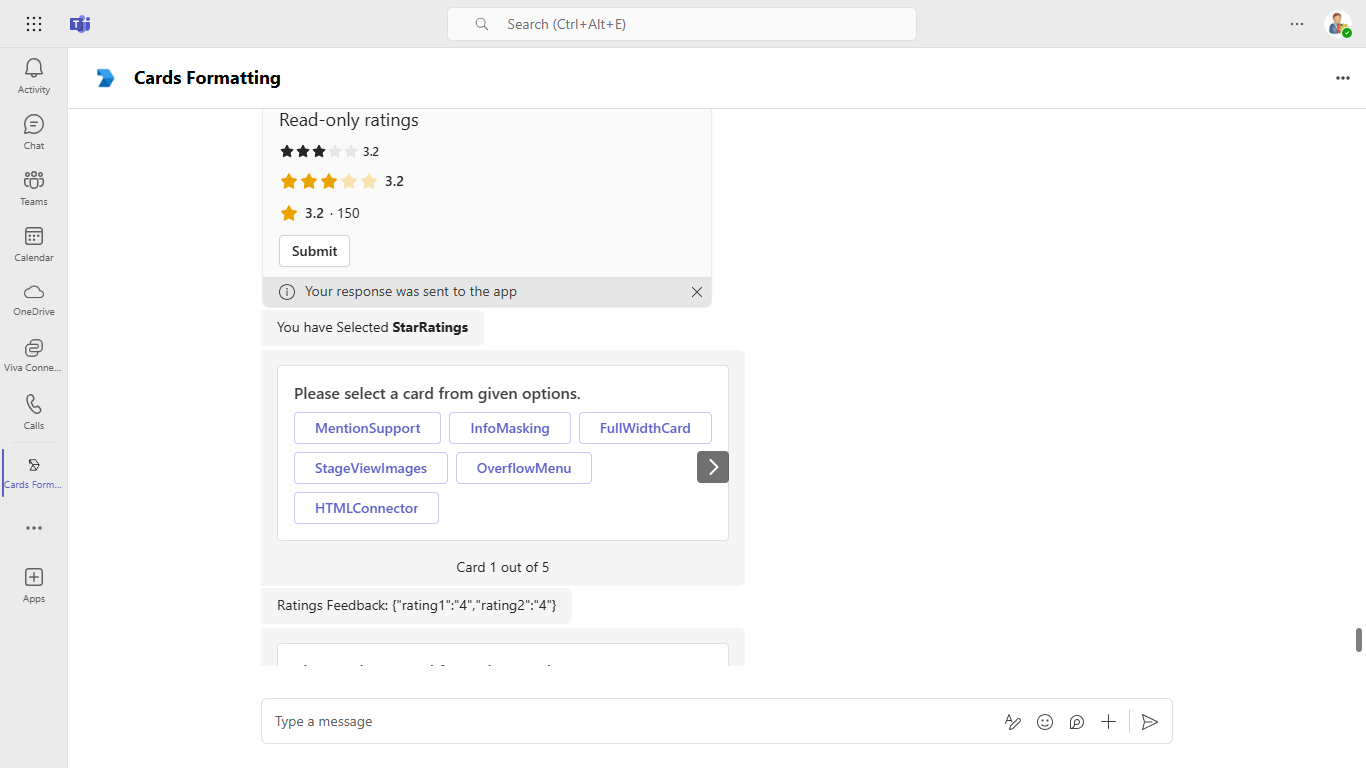 Search (Ctrl+Alt+E)
Activity
Chat
Teams
Calendar
OneDrive
Viva Conne...
Calls
Cards Form...
Apps
Cards Formatting
Read-only ratings
3.2
3.2
3.2 · 150
Submit
Your response was sent to the app
You have Selected StarRatings
Please select a card from given options.
MentionSupport InfoMasking FullWidthCard
StageViewImages OverflowMenu
HTMLConnector
Card 1 out of 5
Ratings Feedback: {"rating1":"4","rating2":"4"}
Type a message